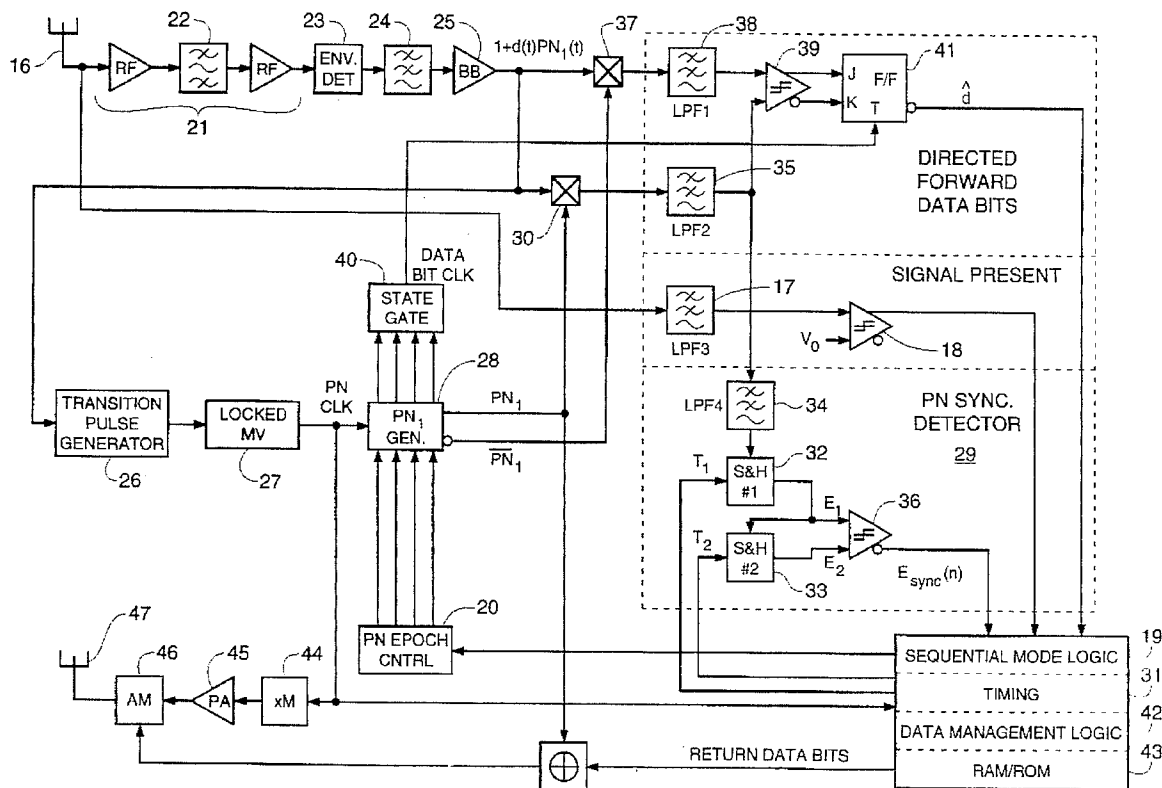 16
RF
22
RF
21
23
ENV.
DET
24
25
BB
1+d(t)PN₁(t)
37
38
LPF1
39
J
F/F
K
T
41
d̂
DIRECTED
FORWARD
DATA BITS
30
35
LPF2
DATA
BIT CLK
40
STATE
GATE
SIGNAL PRESENT
17
LPF3
V₀
18
TRANSITION
PULSE
GENERATOR
26
LOCKED
MV
27
PN
CLK
28
PN₁
GEN.
PN₁
P̅N̅₁
LPF4
34
PN SYNC.
DETECTOR
29
T₁
32
S&H
#1
E₁
36
T₂
S&H
#2
33
E₂
E_sync(n)
20
PN EPOCH
CNTRL
47
46
AM
45
PA
44
xM
19
SEQUENTIAL MODE LOGIC
31
TIMING
42
DATA MANAGEMENT LOGIC
43
RAM/ROM
RETURN DATA BITS